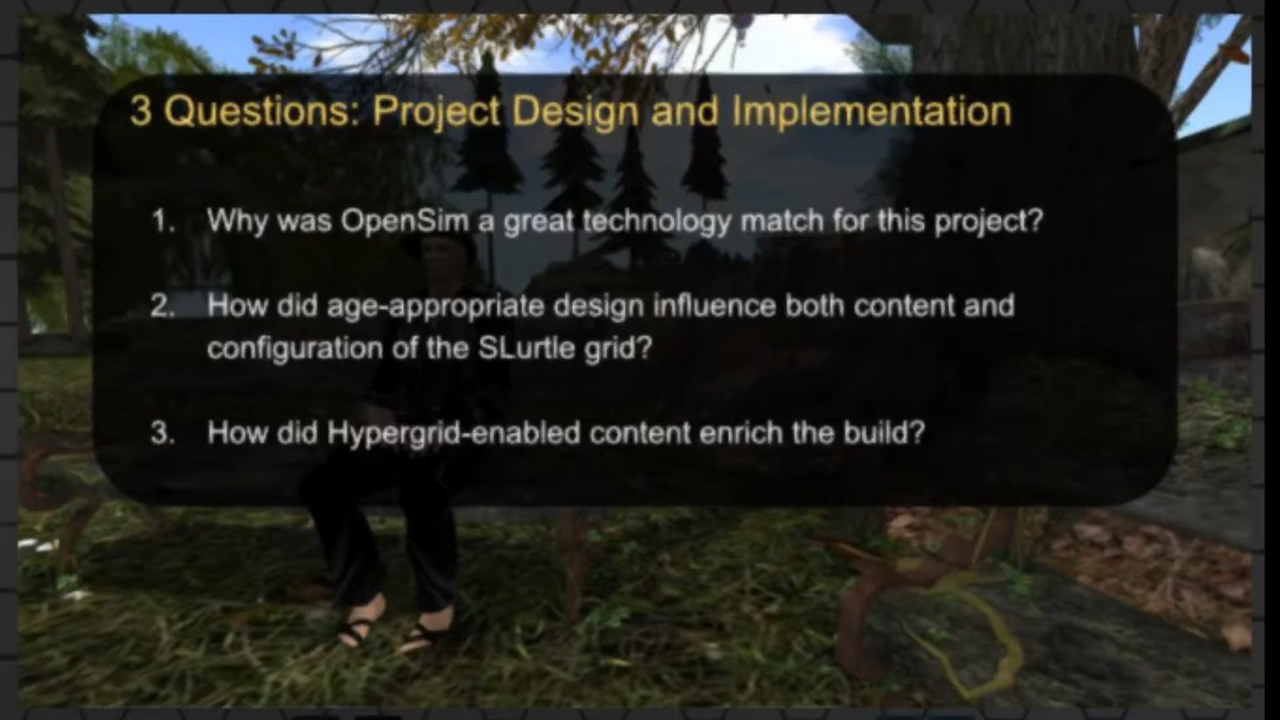 3 Questions: Project Design and Implementation
1. Why was OpenSim a great technology match for this project?
2. How did age-appropriate design influence both content and
configuration of the SLurtle grid?
3. How did Hypergrid-enabled content enrich the build?